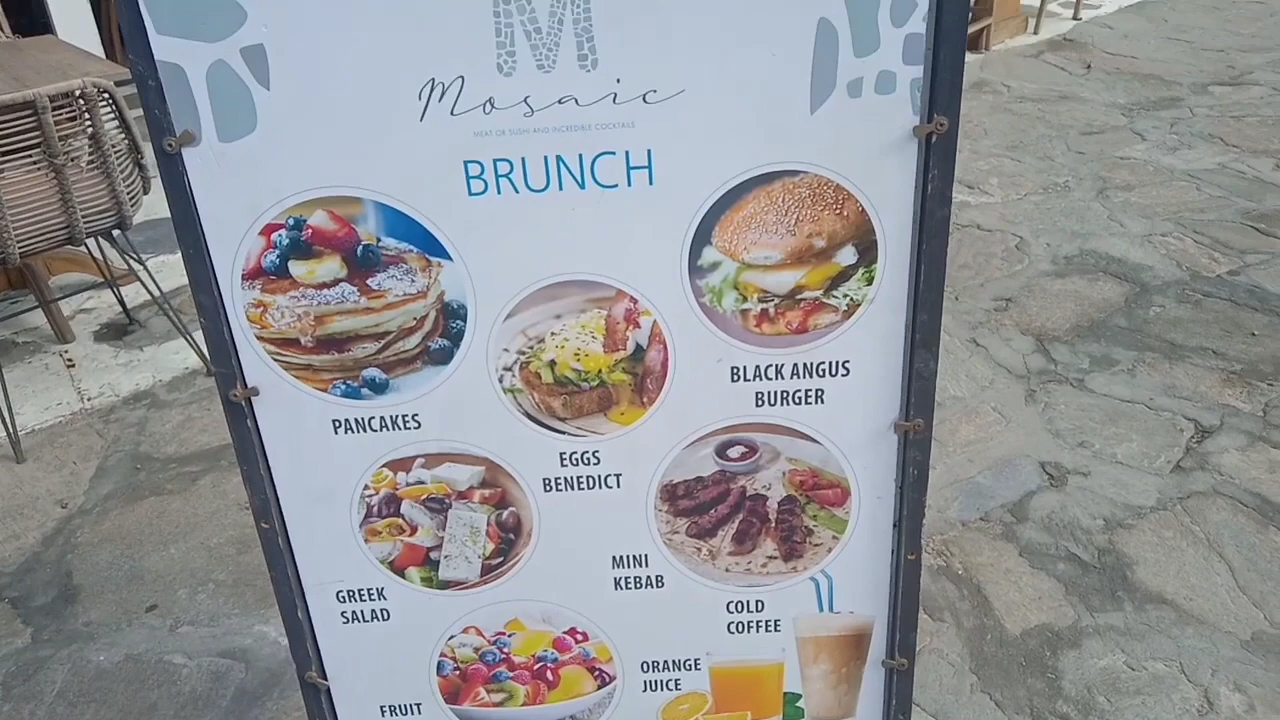 M
Mosaic
MEAT OR SUSHI AND INCREDIBLE COCKTAILS
BRUNCH
PANCAKES
EGGS
BENEDICT
BLACK ANGUS
BURGER
GREEK
SALAD
MINI
KEBAB
COLD
COFFEE
ORANGE
JUICE
FRUIT